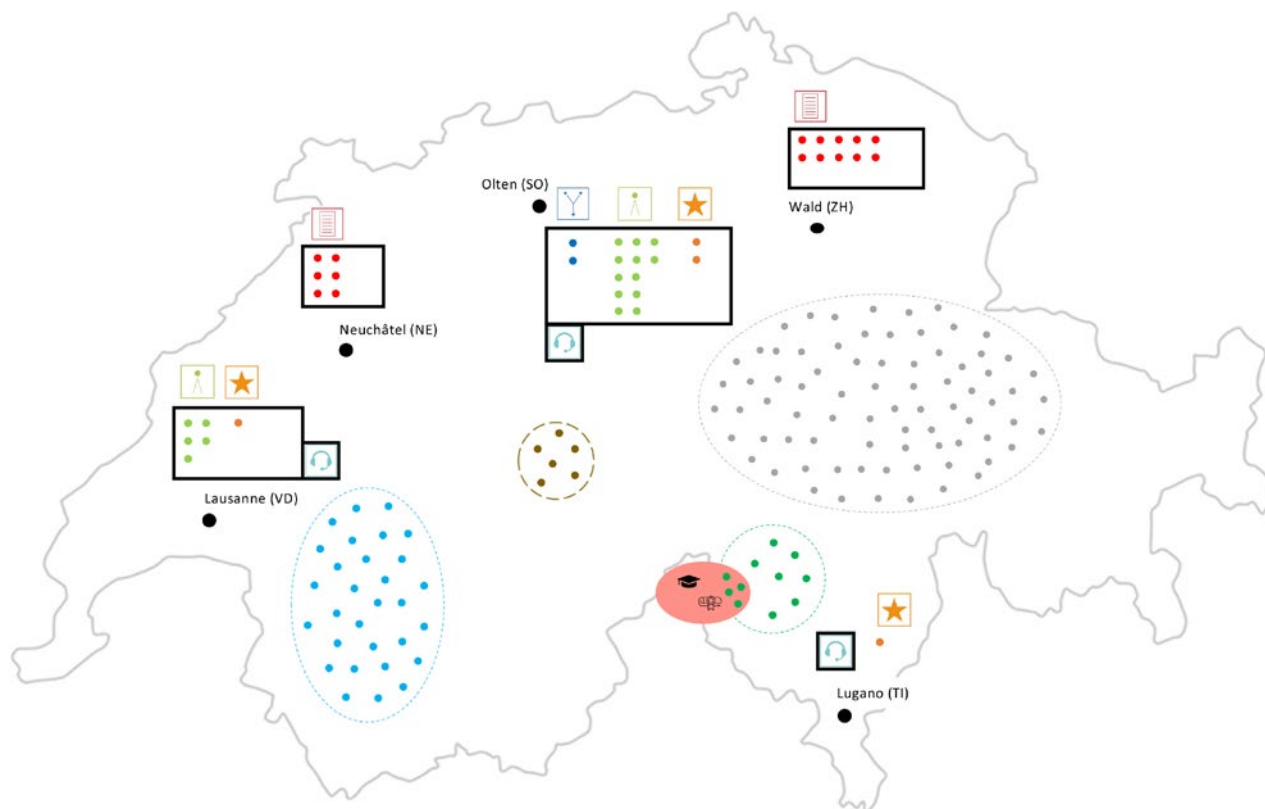 Olten (SO)
Wald (ZH)
Neuchâtel (NE)
Lausanne (VD)
Lugano (TI)